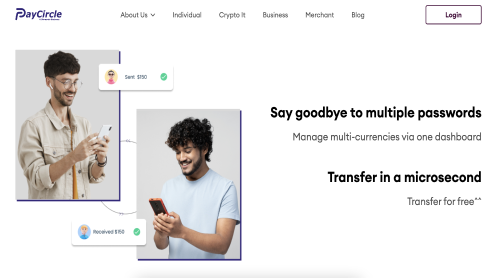 PayCircle
About Us
Individual
Crypto It
Business
Merchant
Blog
Login
Sent $150
Say goodbye to multiple passwords
Manage multi-currencies via one dashboard
Transfer in a microsecond
Transfer for free^^
Received $150